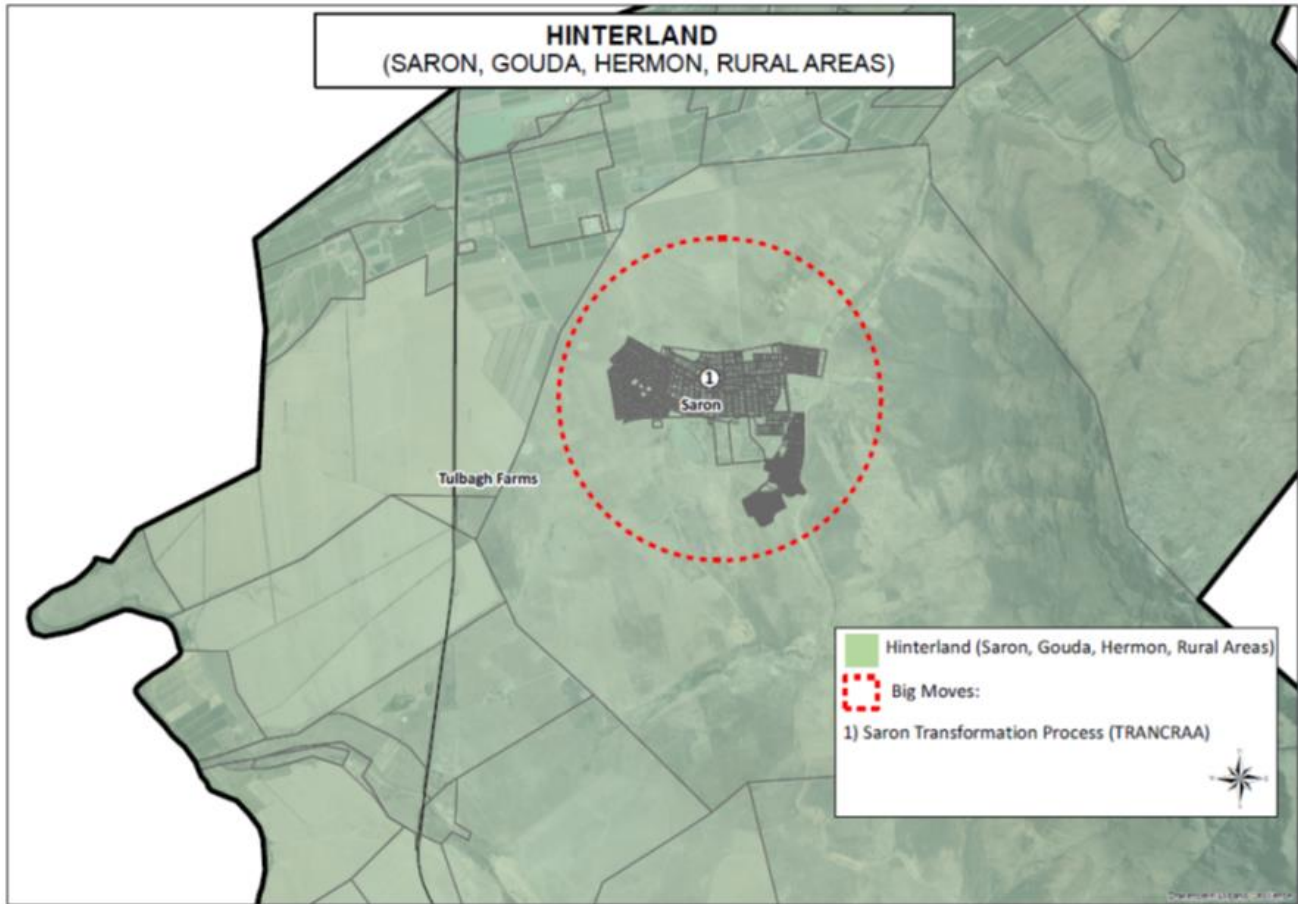 HINTERLAND
(SARON, GOUDA, HERMON, RURAL AREAS)
1
Saron
Tulbagh Farms
Hinterland (Saron, Gouda, Hermon, Rural Areas)
Big Moves:
1) Saron Transformation Process (TRANCRAA)